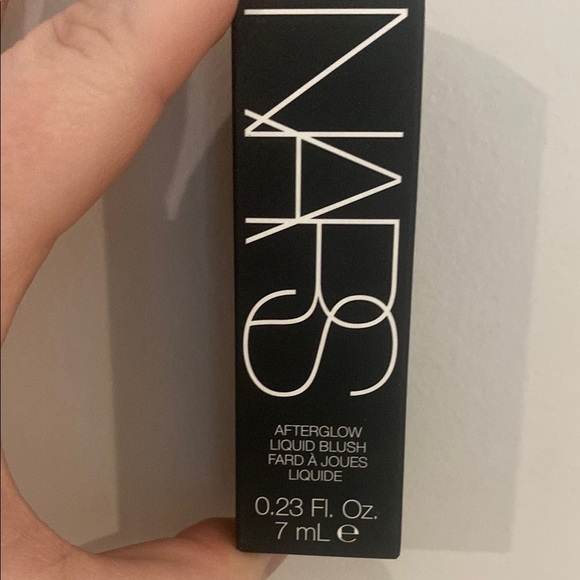 NARS
AFTERGLOW
LIQUID BLUSH
FARD À JOUES
LIQUIDE
0.23 Fl. Oz.
7 mL ℮